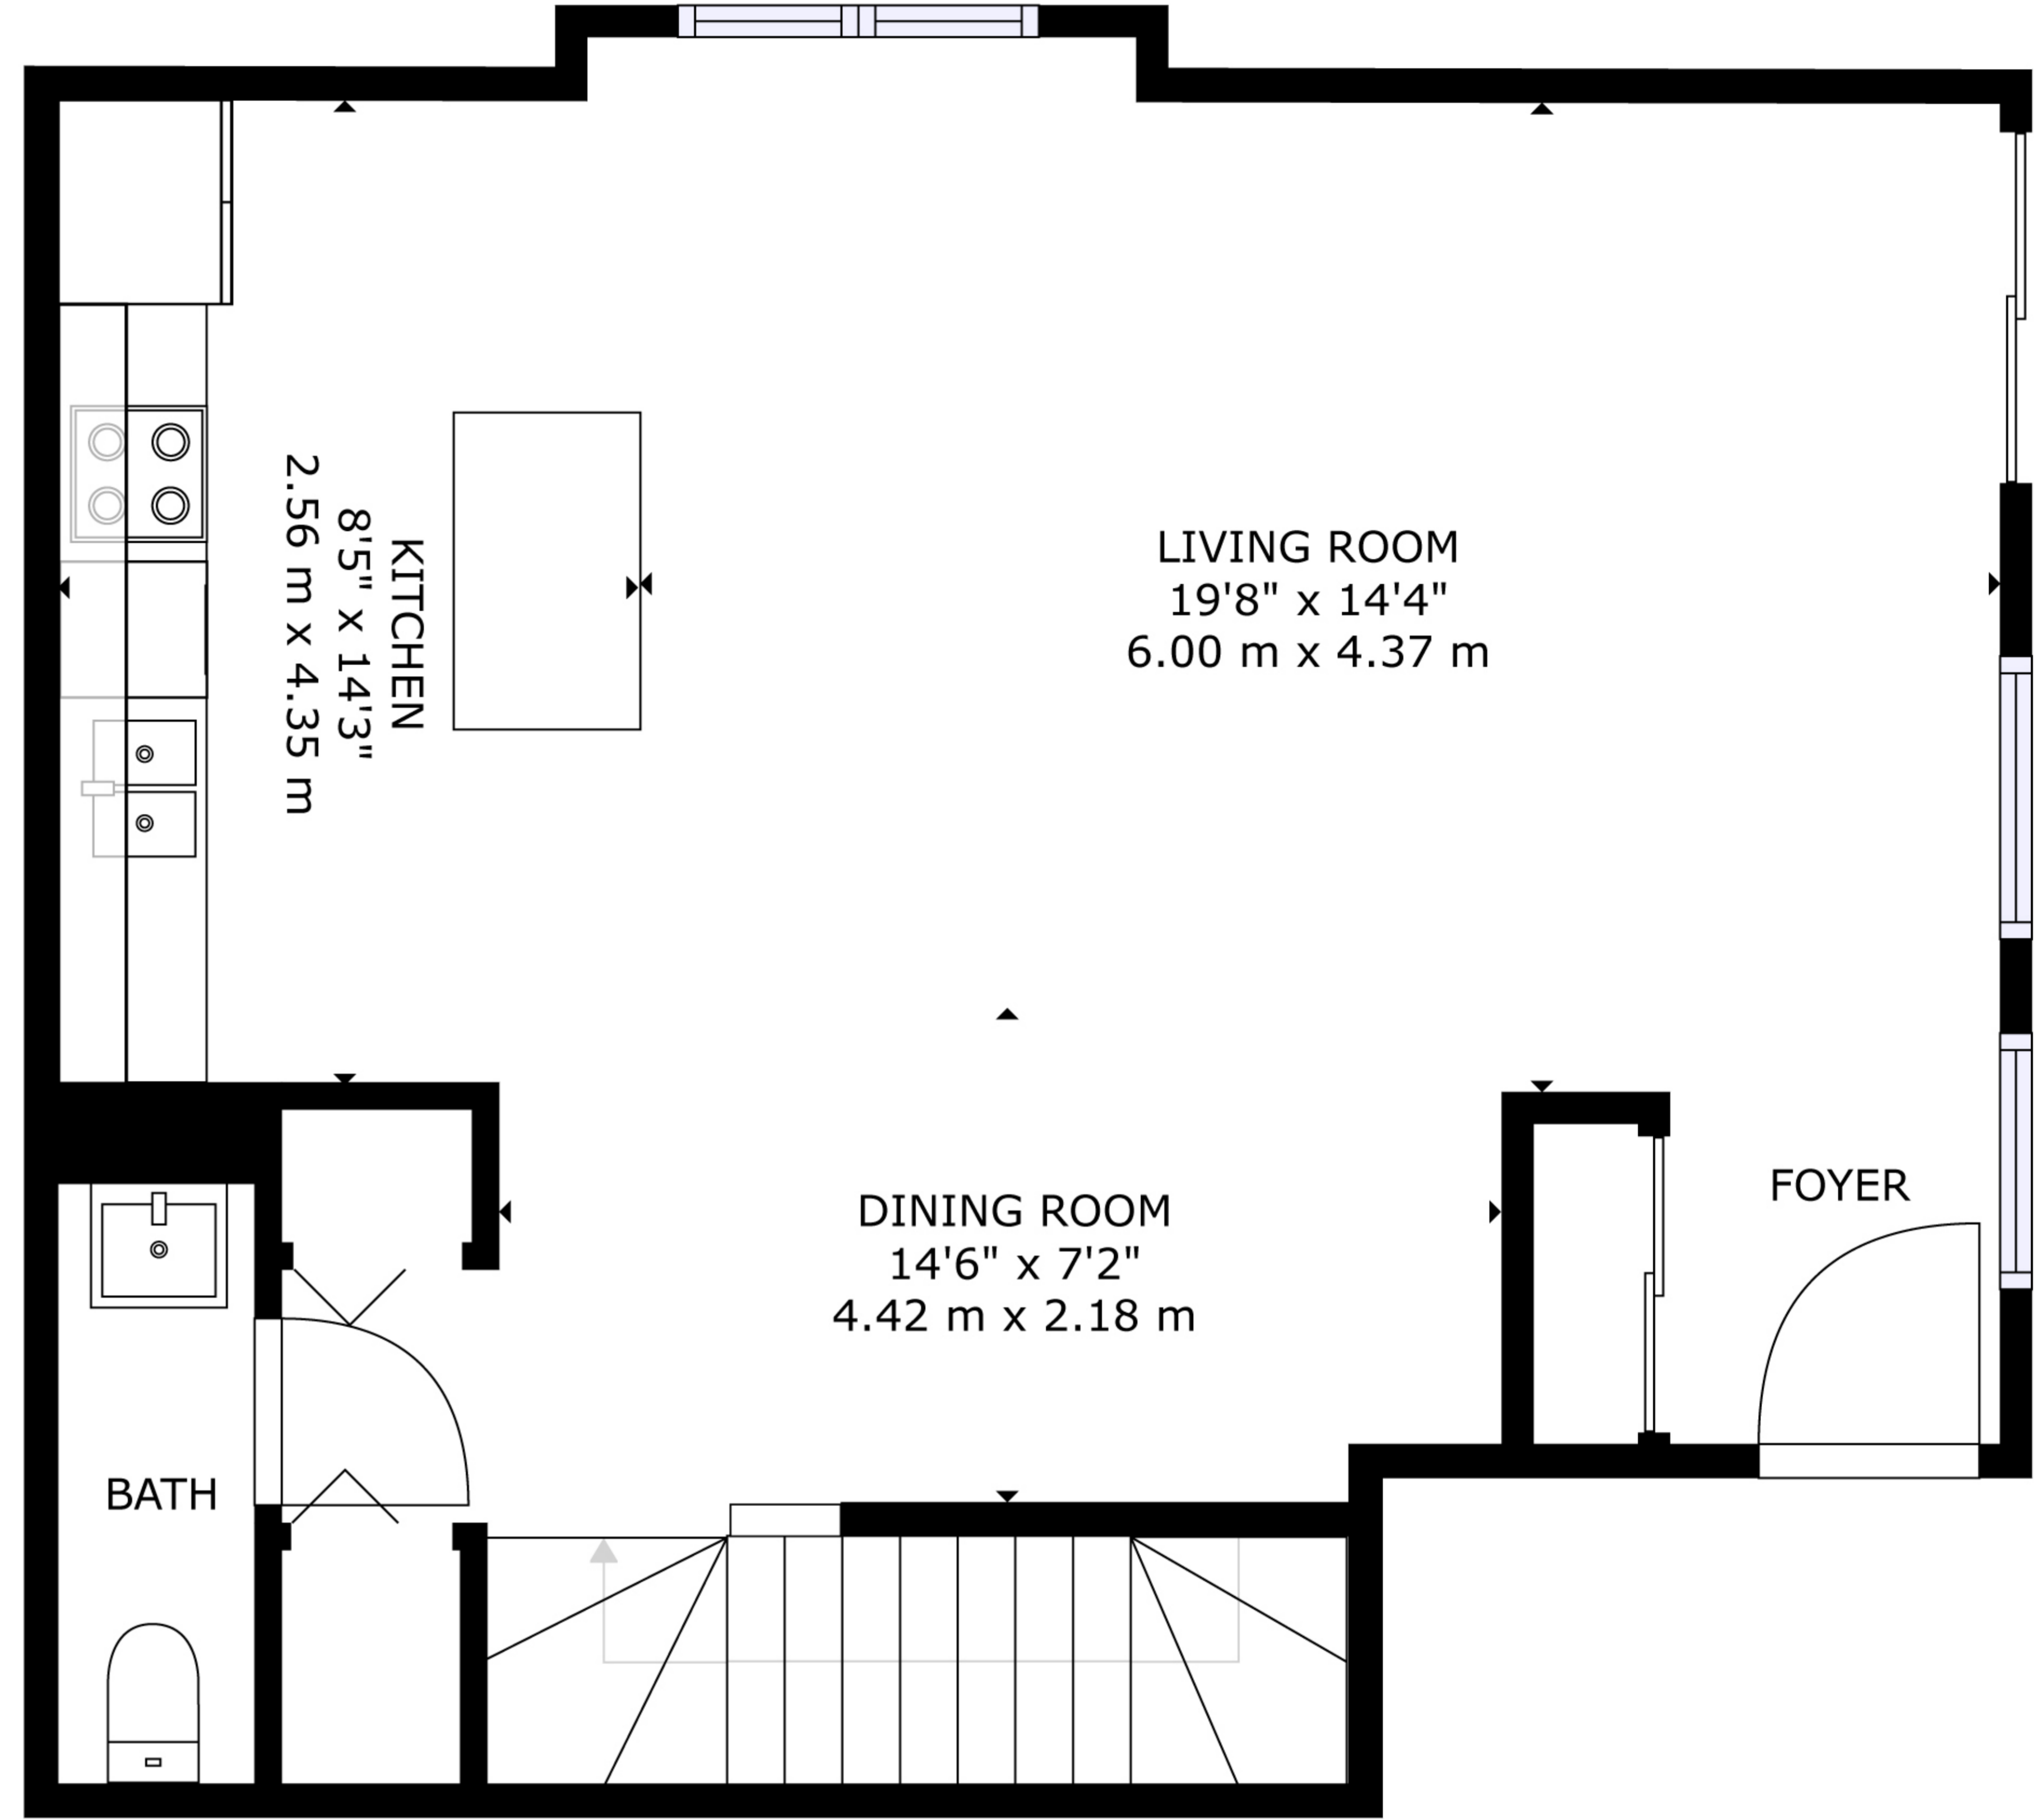 KITCHEN
8'5" x 14'3"
2.56 m x 4.35 m
LIVING ROOM
19'8" x 14'4"
6.00 m x 4.37 m
DINING ROOM
14'6" x 7'2"
4.42 m x 2.18 m
FOYER
BATH